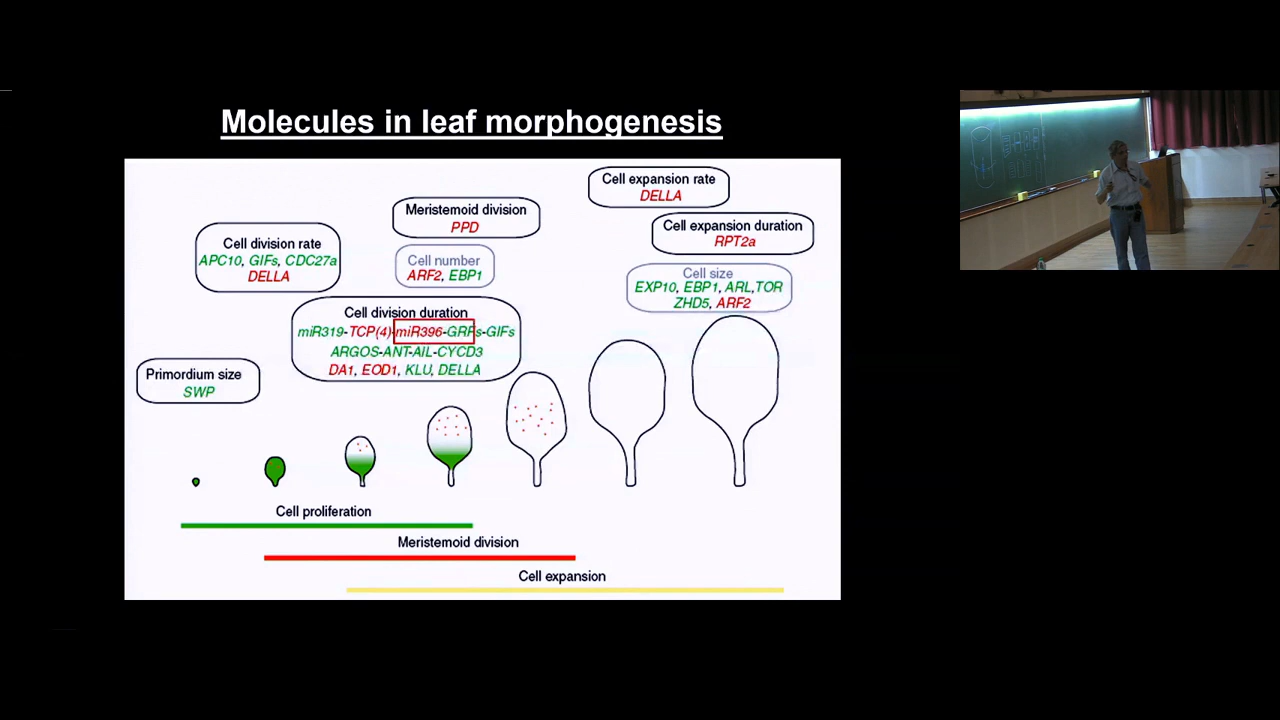 Molecules in leaf morphogenesis
Cell expansion rate
DELLA
Meristemoid division
PPD
Cell expansion duration
RPT2a
Cell division rate
APC10, GIFs, CDC27a
DELLA
Cell number
ARF2, EBP1
Cell size
EXP10, EBP1, ARL,TOR
ZHD5, ARF2
Cell division duration
miR319-TCP(4)-miR396-GRFs-GIFs
ARGOS-ANT-AIL-CYCD3
DA1, EOD1, KLU, DELLA
Primordium size
SWP
Cell proliferation
Meristemoid division
Cell expansion